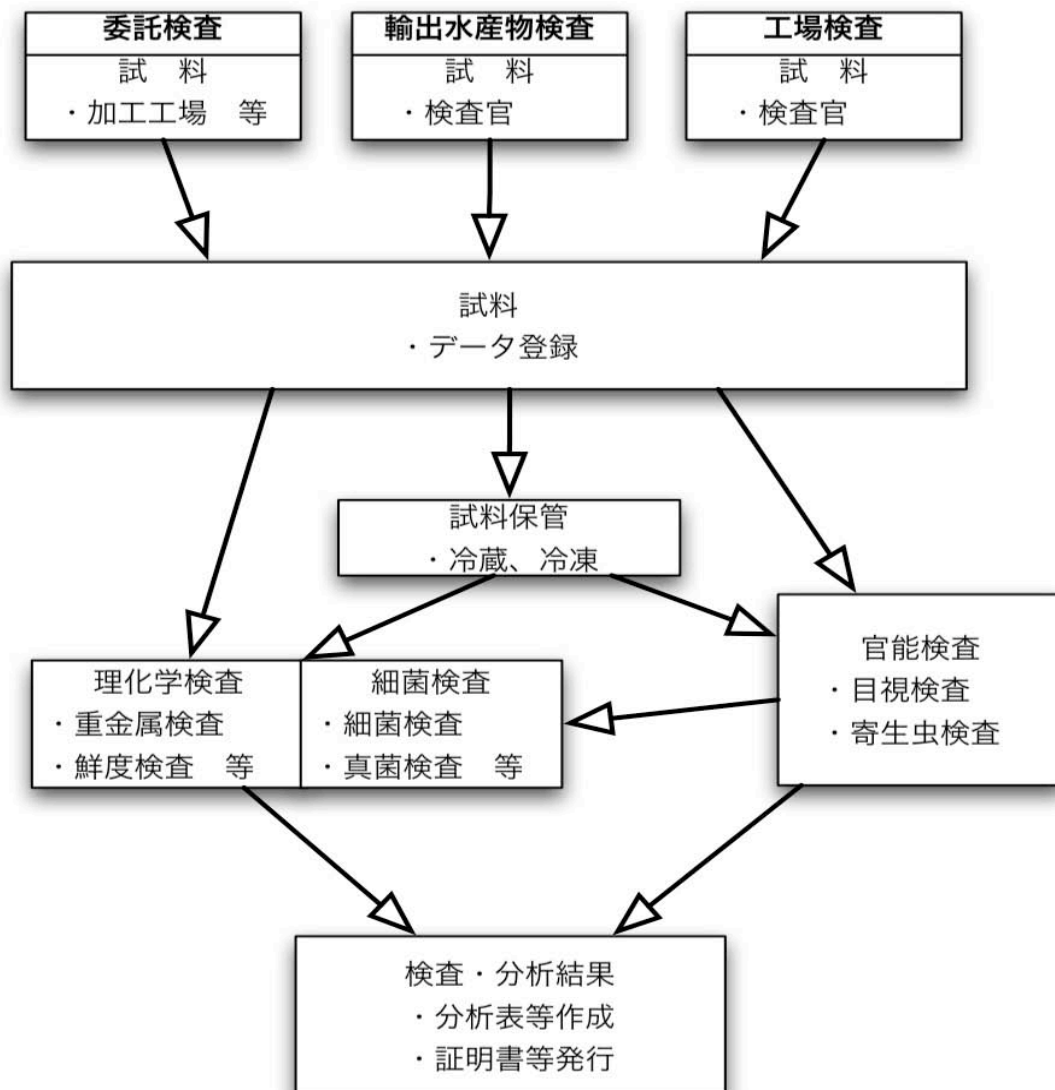 委託検査
試　料
・加工工場　等
輸出水産物検査
試　料
・検査官
工場検査
試　料
・検査官
試料
・データ登録
試料保管
・冷蔵、冷凍
理化学検査
・重金属検査
・鮮度検査　等
細菌検査
・細菌検査
・真菌検査　等
官能検査
・目視検査
・寄生虫検査
検査・分析結果
・分析表等作成
・証明書等発行